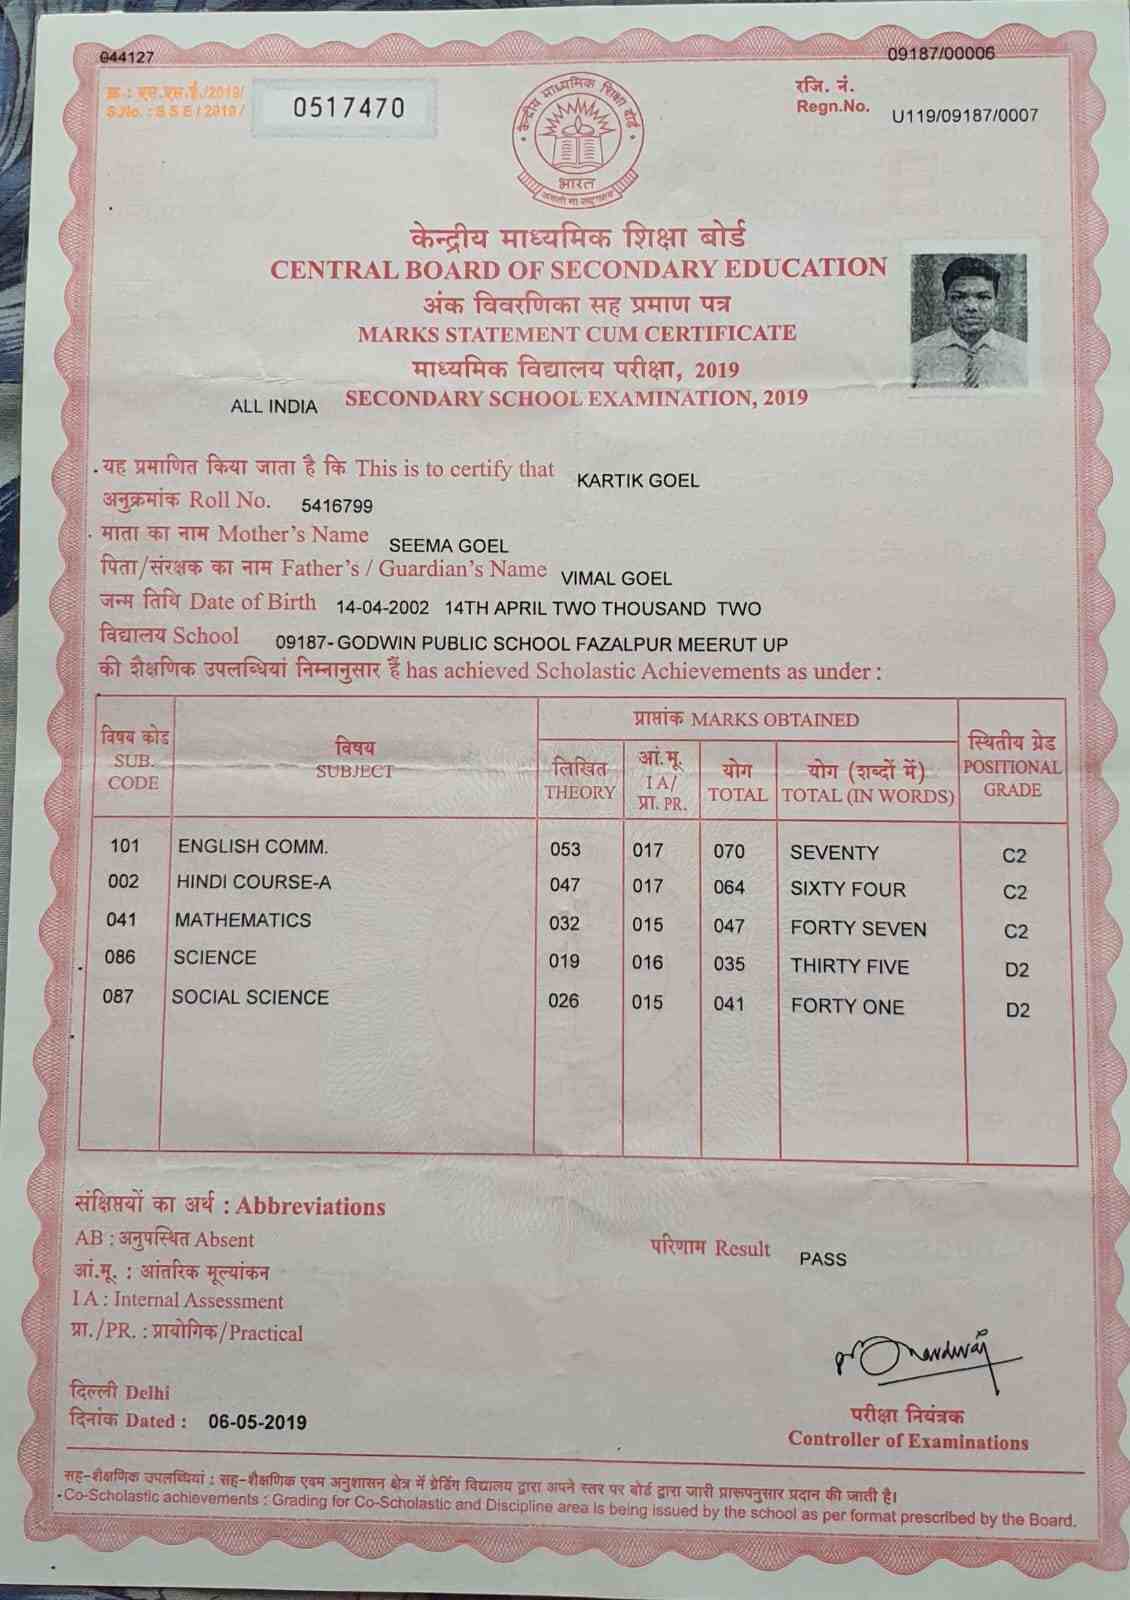 044127
09187/00006
क्र : एस.एस.ई./2019/
S.No. : S S E / 2019 /
0517470
रजि. नं.
Regn.No. U119/09187/0007
केन्द्रीय माध्यमिक शिक्षा बोर्ड
भारत
असतो मा सद्गमय
केन्द्रीय माध्यमिक शिक्षा बोर्ड
CENTRAL BOARD OF SECONDARY EDUCATION
अंक विवरणिका सह प्रमाण पत्र
MARKS STATEMENT CUM CERTIFICATE
माध्यमिक विद्यालय परीक्षा, 2019
ALL INDIA SECONDARY SCHOOL EXAMINATION, 2019
यह प्रमाणित किया जाता है कि This is to certify that KARTIK GOEL
अनुक्रमांक Roll No. 5416799
माता का नाम Mother's Name SEEMA GOEL
पिता/संरक्षक का नाम Father's / Guardian's Name VIMAL GOEL
जन्म तिथि Date of Birth 14-04-2002 14TH APRIL TWO THOUSAND TWO
विद्यालय School 09187- GODWIN PUBLIC SCHOOL FAZALPUR MEERUT UP
की शैक्षणिक उपलब्धियां निम्नानुसार हैं has achieved Scholastic Achievements as under :
विषय कोड
SUB.
CODE
विषय
SUBJECT
प्राप्तांक MARKS OBTAINED
लिखित
THEORY
आं.मू.
I A/
प्रा. PR.
योग
TOTAL
योग (शब्दों में)
TOTAL (IN WORDS)
स्थितीय ग्रेड
POSITIONAL
GRADE
101 ENGLISH COMM. 053 017 070 SEVENTY C2
002 HINDI COURSE-A 047 017 064 SIXTY FOUR C2
041 MATHEMATICS 032 015 047 FORTY SEVEN C2
086 SCIENCE 019 016 035 THIRTY FIVE D2
087 SOCIAL SCIENCE 026 015 041 FORTY ONE D2
संक्षिप्तियों का अर्थ : Abbreviations
AB : अनुपस्थित Absent
आं.मू. : आंतरिक मूल्यांकन
I A : Internal Assessment
प्रा./PR. : प्रायोगिक/Practical
परिणाम Result PASS
दिल्ली Delhi
दिनांक Dated : 06-05-2019
परीक्षा नियंत्रक
Controller of Examinations
सह-शैक्षणिक उपलब्धियां : सह-शैक्षणिक एवम अनुशासन क्षेत्र में ग्रेडिंग विद्यालय द्वारा अपने स्तर पर बोर्ड द्वारा जारी प्रारूपनुसार प्रदान की जाती है।
Co-Scholastic achievements : Grading for Co-Scholastic and Discipline area is being issued by the school as per format prescribed by the Board.